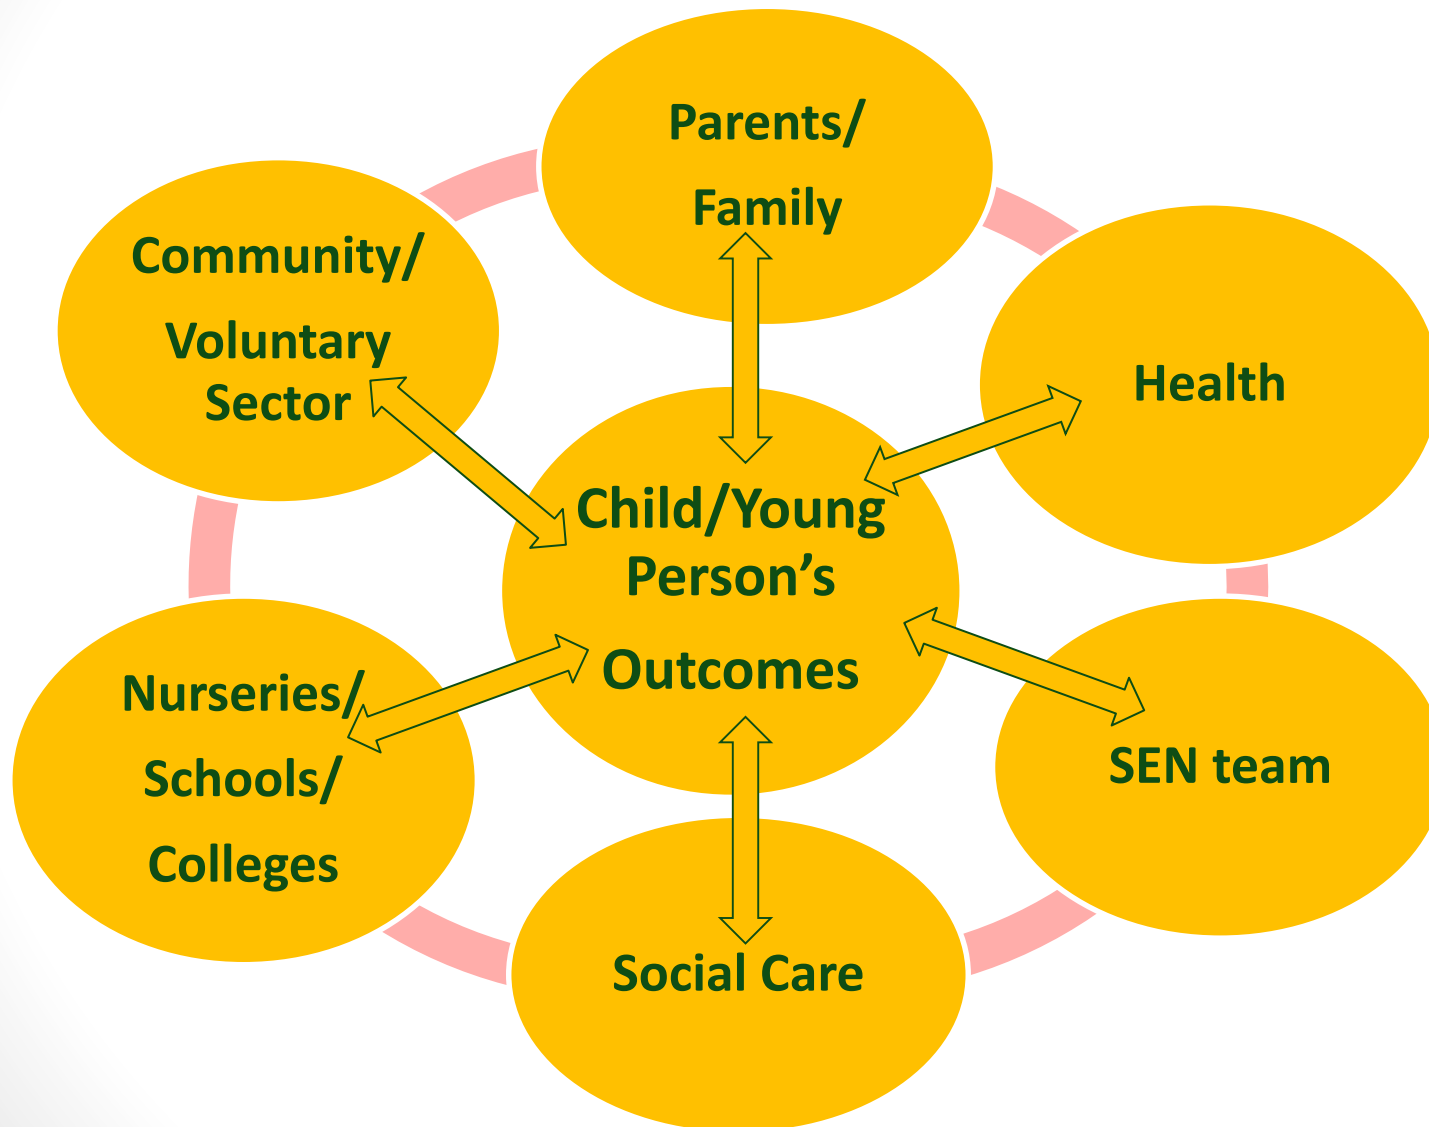 Parents/
Family
Community/
Voluntary
Sector
Health
Child/Young
Person’s
Outcomes
Nurseries/
Schools/
Colleges
SEN team
Social Care